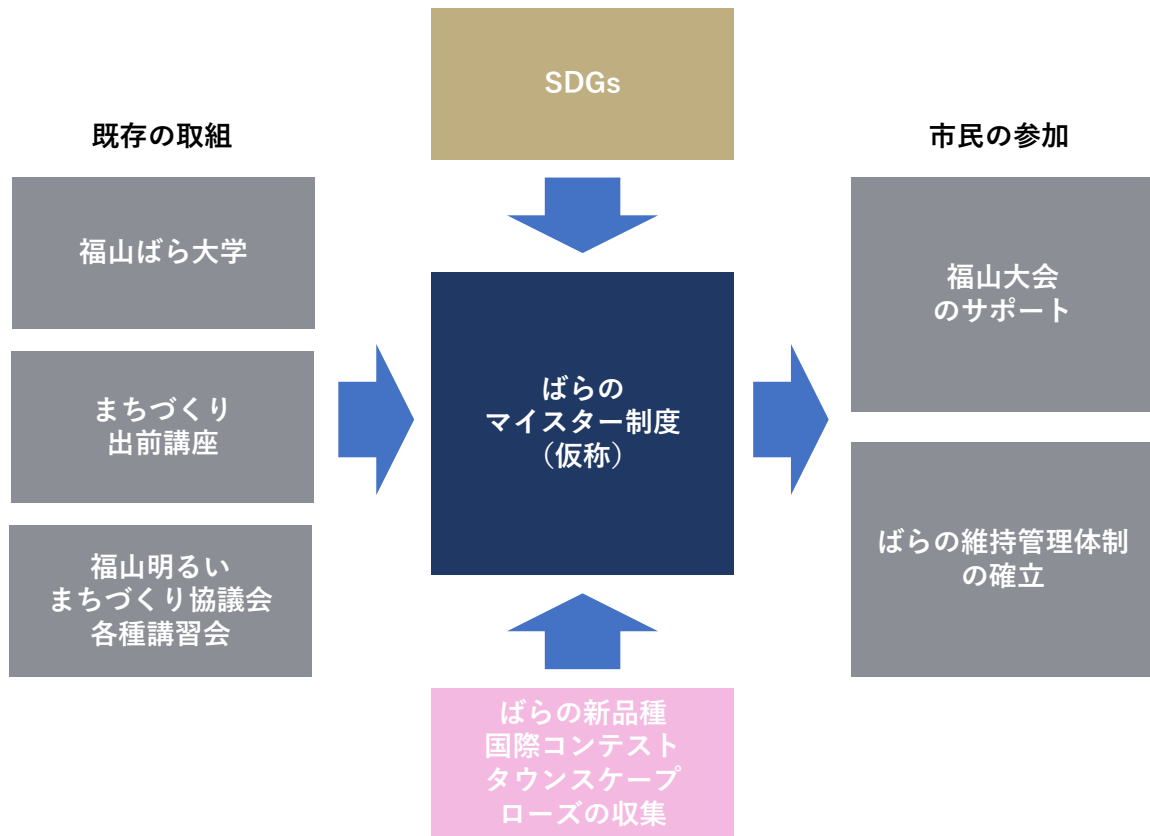 SDGs
既存の取組
福山ばら大学
まちづくり
出前講座
福山明るい
まちづくり協議会
各種講習会
ばらの
マイスター制度
（仮称）
ばらの新品種
国際コンテスト
タウンスケープ
ローズの収集
市民の参加
福山大会
のサポート
ばらの維持管理体制
の確立